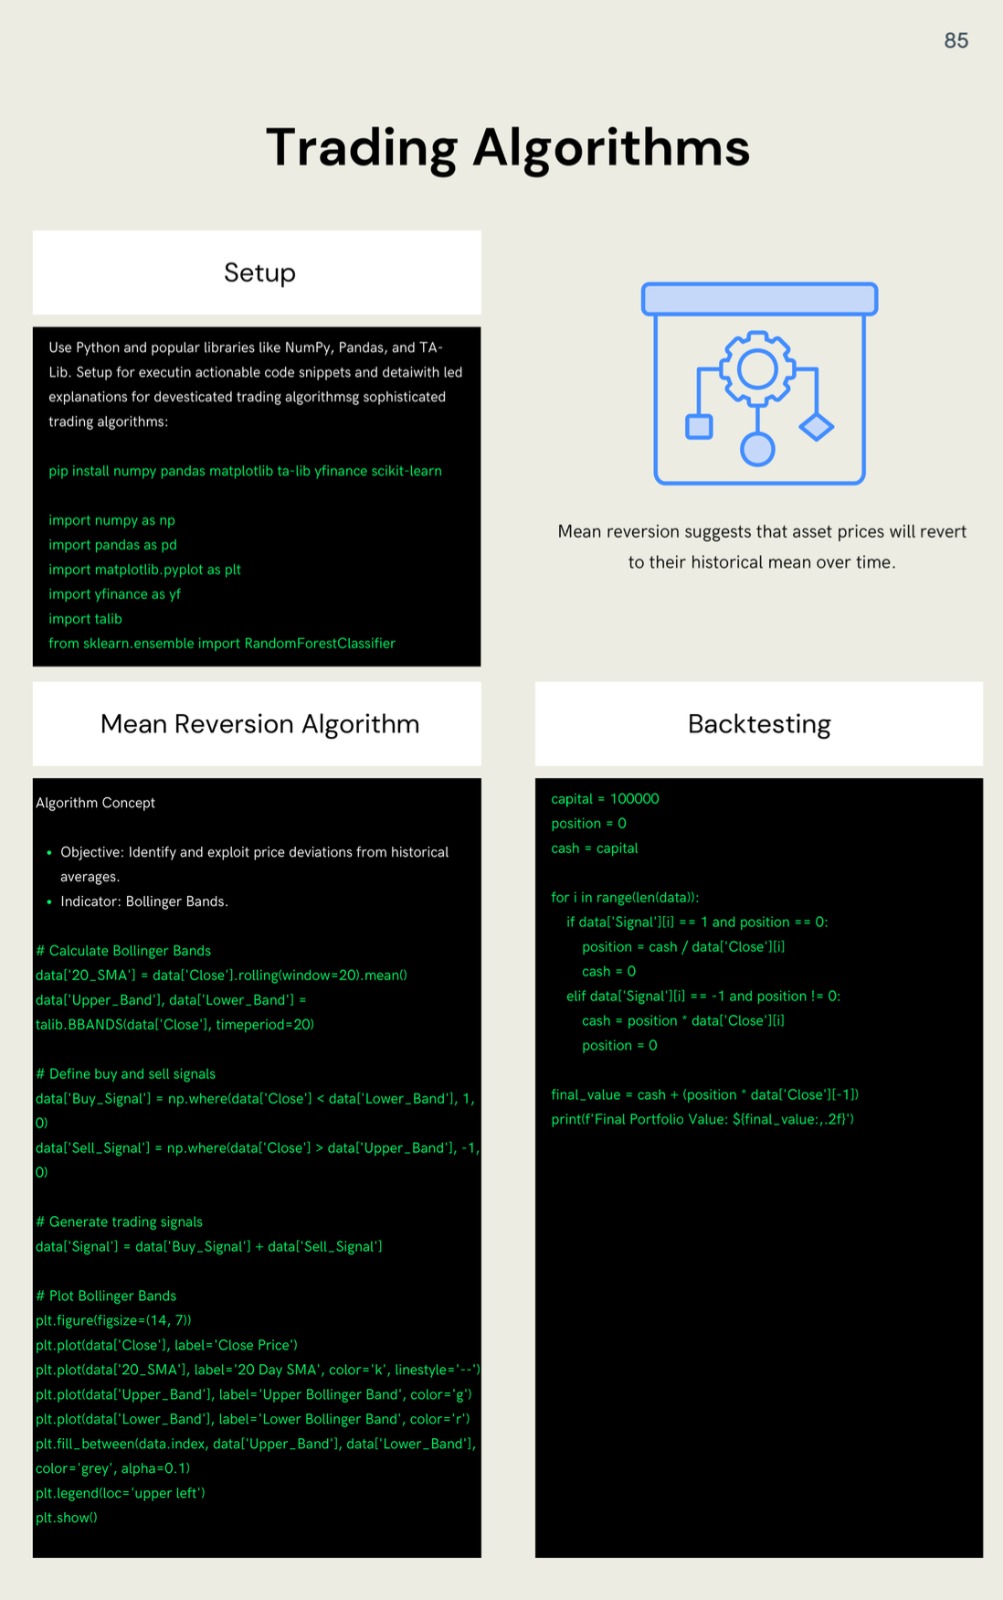 85
Trading Algorithms
Setup
Use Python and popular libraries like NumPy, Pandas, and TA-
Lib. Setup for executin actionable code snippets and detaiwith led
explanations for devesticated trading algorithmsg sophisticated
trading algorithms:
pip install numpy pandas matplotlib ta-lib yfinance scikit-learn
import numpy as np
import pandas as pd
import matplotlib.pyplot as plt
import yfinance as yf
import talib
from sklearn.ensemble import RandomForestClassifier
Mean reversion suggests that asset prices will revert
to their historical mean over time.
Mean Reversion Algorithm
Algorithm Concept
• Objective: Identify and exploit price deviations from historical
averages.
• Indicator: Bollinger Bands.
# Calculate Bollinger Bands
data['20_SMA'] = data['Close'].rolling(window=20).mean()
data['Upper_Band'], data['Lower_Band'] =
talib.BBANDS(data['Close'], timeperiod=20)
# Define buy and sell signals
data['Buy_Signal'] = np.where(data['Close'] < data['Lower_Band'], 1,
0)
data['Sell_Signal'] = np.where(data['Close'] > data['Upper_Band'], -1,
0)
# Generate trading signals
data['Signal'] = data['Buy_Signal'] + data['Sell_Signal']
# Plot Bollinger Bands
plt.figure(figsize=(14, 7))
plt.plot(data['Close'], label='Close Price')
plt.plot(data['20_SMA'], label='20 Day SMA', color='k', linestyle='--')
plt.plot(data['Upper_Band'], label='Upper Bollinger Band', color='g')
plt.plot(data['Lower_Band'], label='Lower Bollinger Band', color='r')
plt.fill_between(data.index, data['Upper_Band'], data['Lower_Band'],
color='grey', alpha=0.1)
plt.legend(loc='upper left')
plt.show()
Backtesting
capital = 100000
position = 0
cash = capital
for i in range(len(data)):
if data['Signal'][i] == 1 and position == 0:
position = cash / data['Close'][i]
cash = 0
elif data['Signal'][i] == -1 and position != 0:
cash = position * data['Close'][i]
position = 0
final_value = cash + (position * data['Close'][-1])
print(f'Final Portfolio Value: ${final_value:,.2f}')